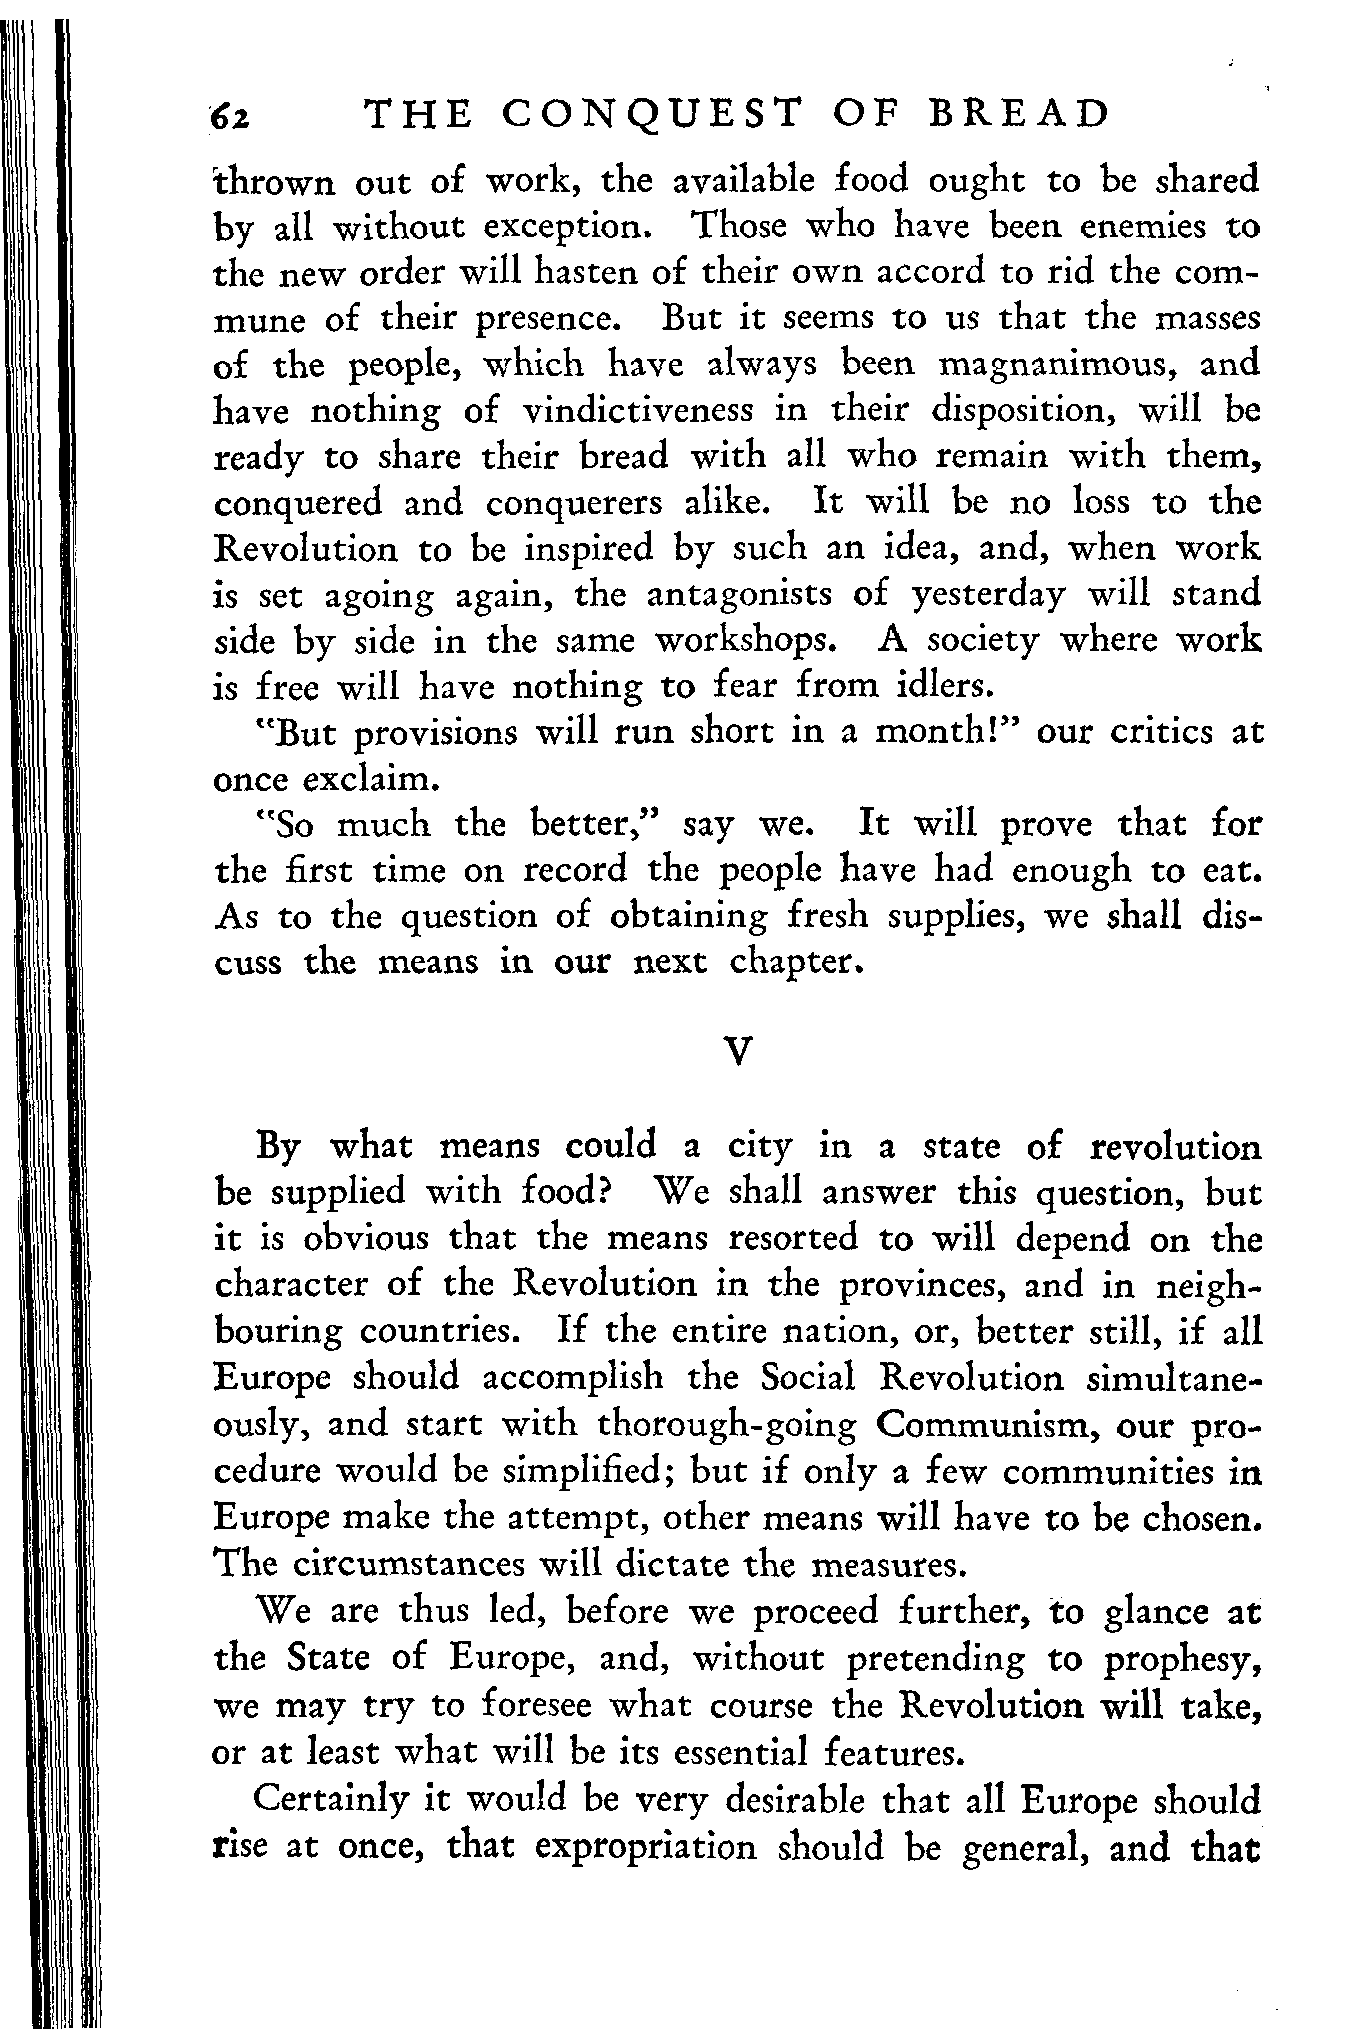 62 THE CONQUEST OF BREAD
thrown out of work, the available food ought to be shared
by all without exception. Those who have been enemies to
the new order will hasten of their own accord to rid the com-
mune of their presence. But it seems to us that the masses
of the people, which have always been magnanimous, and
have nothing of vindictiveness in their disposition, will be
ready to share their bread with all who remain with them,
conquered and conquerers alike. It will be no loss to the
Revolution to be inspired by such an idea, and, when work
is set agoing again, the antagonists of yesterday will stand
side by side in the same workshops. A society where work
is free will have nothing to fear from idlers.
"But provisions will run short in a month!" our critics at
once exclaim.
"So much the better," say we. It will prove that for
the first time on record the people have had enough to eat.
As to the question of obtaining fresh supplies, we shall dis-
cuss the means in our next chapter.
V
By what means could a city in a state of revolution
be supplied with food? We shall answer this question, but
it is obvious that the means resorted to will depend on the
character of the Revolution in the provinces, and in neigh-
bouring countries. If the entire nation, or, better still, if all
Europe should accomplish the Social Revolution simultane-
ously, and start with thorough-going Communism, our pro-
cedure would be simplified; but if only a few communities in
Europe make the attempt, other means will have to be chosen.
The circumstances will dictate the measures.
We are thus led, before we proceed further, to glance at
the State of Europe, and, without pretending to prophesy,
we may try to foresee what course the Revolution will take,
or at least what will be its essential features.
Certainly it would be very desirable that all Europe should
rise at once, that expropriation should be general, and that